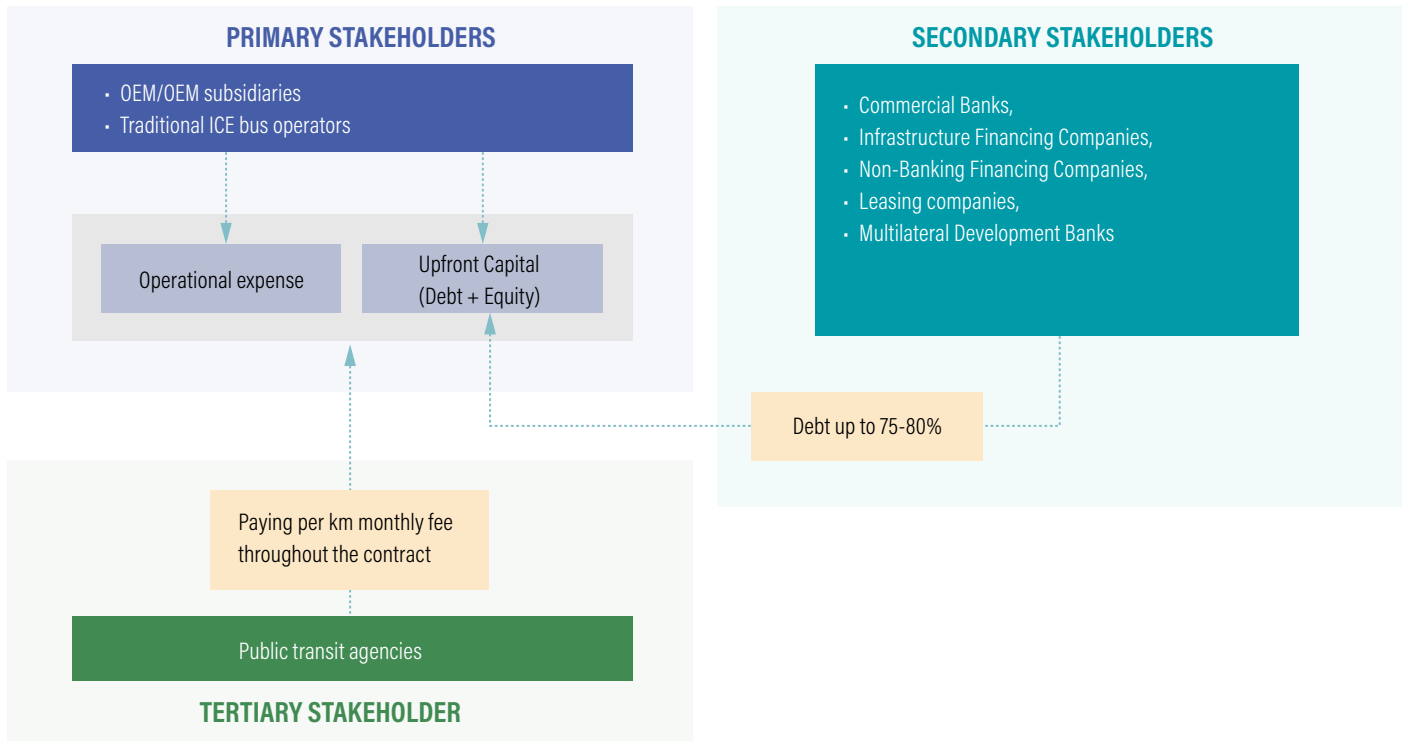 PRIMARY STAKEHOLDERS
• OEM/OEM subsidiaries
• Traditional ICE bus operators
Operational expense
Upfront Capital
(Debt + Equity)
SECONDARY STAKEHOLDERS
• Commercial Banks,
• Infrastructure Financing Companies,
• Non-Banking Financing Companies,
• Leasing companies,
• Multilateral Development Banks
Debt up to 75-80%
Paying per km monthly fee
throughout the contract
Public transit agencies
TERTIARY STAKEHOLDER